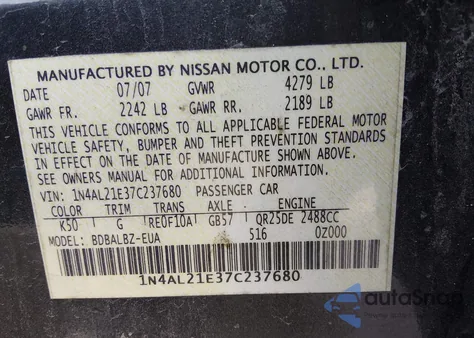 MANUFACTURED BY NISSAN MOTOR CO., LTD.
DATE 07/07 GVWR 4279 LB
GAWR FR. 2242 LB GAWR RR. 2189 LB
THIS VEHICLE CONFORMS TO ALL APPLICABLE FEDERAL MOTOR
VEHICLE SAFETY, BUMPER AND THEFT PREVENTION STANDARDS
IN EFFECT ON THE DATE OF MANUFACTURE SHOWN ABOVE.
SEE OWNERS MANUAL FOR ADDITIONAL INFORMATION.
VIN: 1N4AL21E37C237680 PASSENGER CAR
COLOR TRIM TRANS AXLE ENGINE
K50 G RE0F10A GB57 QR25DE 2488CC
MODEL: BDBALBZ-EUA 516 0Z000
1N4AL21E37C237680
autoSnap